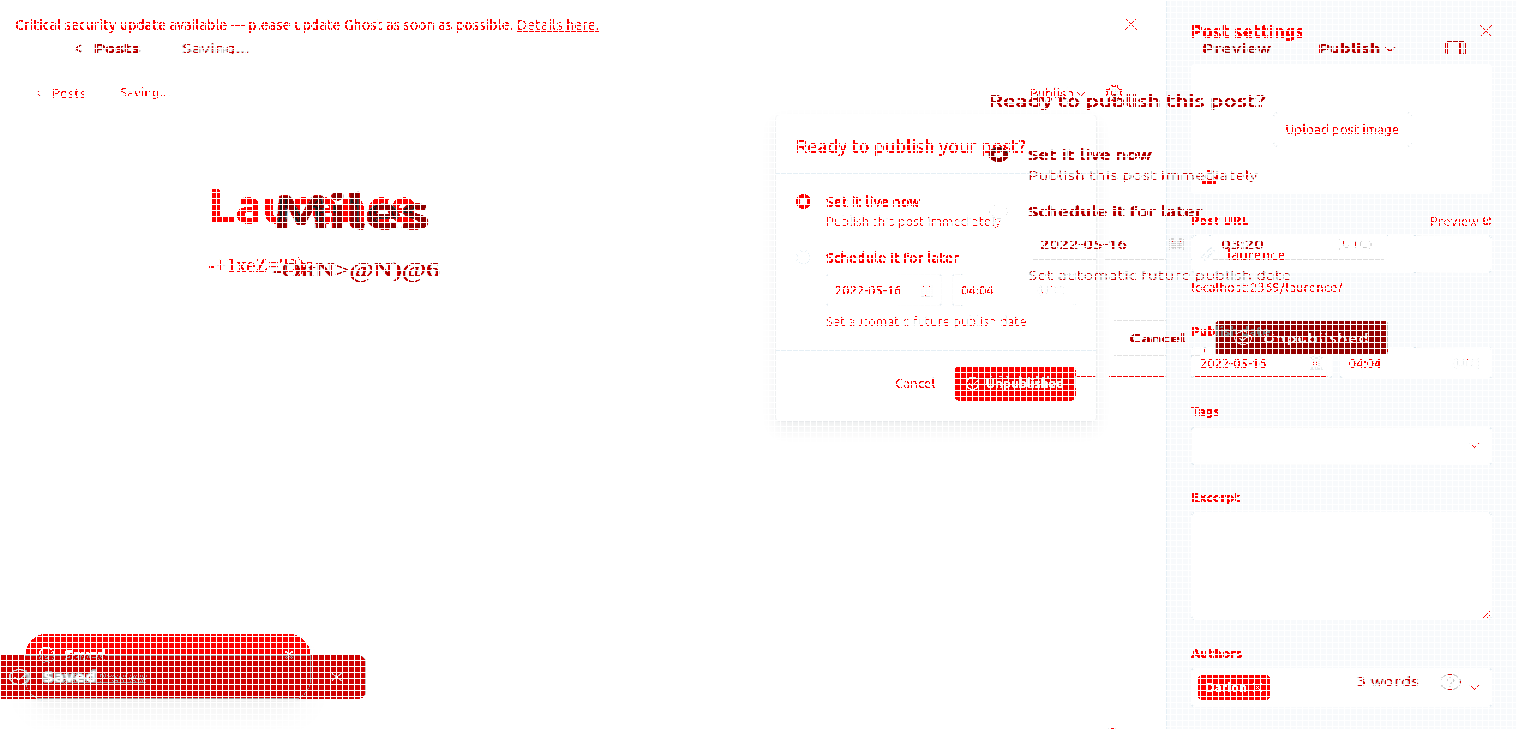 Critical security update available — please update Ghost as soon as possible. Details here.
Posts Saving...
Post settings
Preview Publish
Posts Saving...
Publish
Ready to publish this post?
Upload post image
Ready to publish your post?
Set it live now
Publish this post immediately
Set it live now
Publish this post immediately
Schedule it for later
Post URL Preview
2022-05-16 03:20
laurence
Schedule it for later
Set automatic future publish date
localhost:2369/laurence/
2022-05-16 04:04
Set automatic future publish date
Cancel Unpublished
2022-05-15 04:04
Cancel Unpublished
Tags
Excerpt
Authors
Saved
Saved
3 words